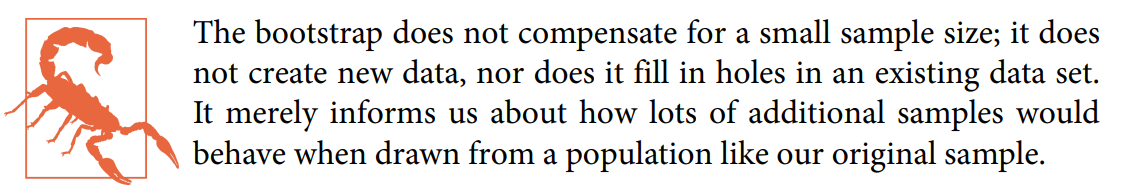 The bootstrap does not compensate for a small sample size; it does
not create new data, nor does it fill in holes in an existing data set.
It merely informs us about how lots of additional samples would
behave when drawn from a population like our original sample.